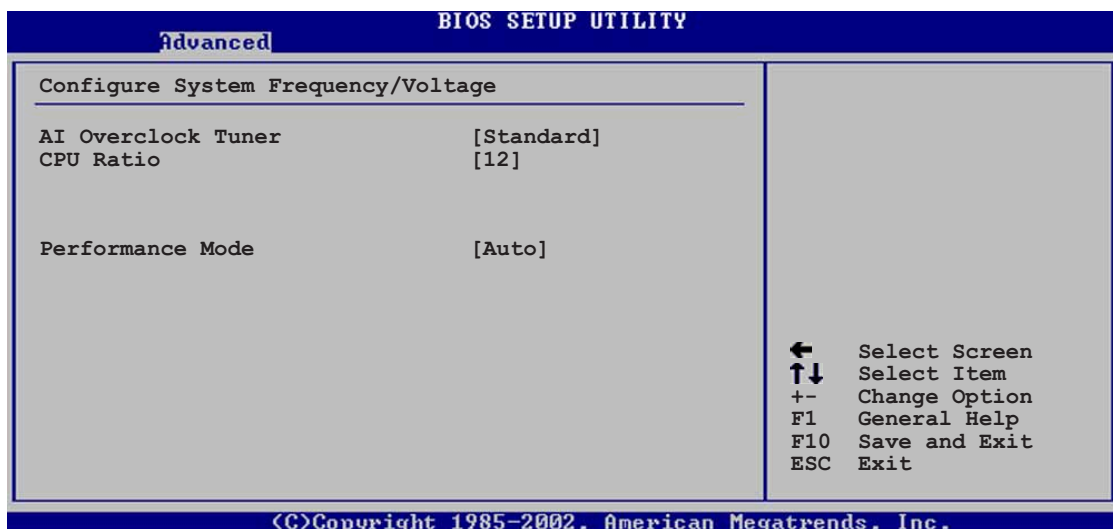 BIOS SETUP UTILITY
Advanced
Configure System Frequency/Voltage
AI Overclock Tuner [Standard]
CPU Ratio [12]
Performance Mode [Auto]
← Select Screen
↑↓ Select Item
+- Change Option
F1 General Help
F10 Save and Exit
ESC Exit
(C)Copyright 1985-2002, American Megatrends, Inc.